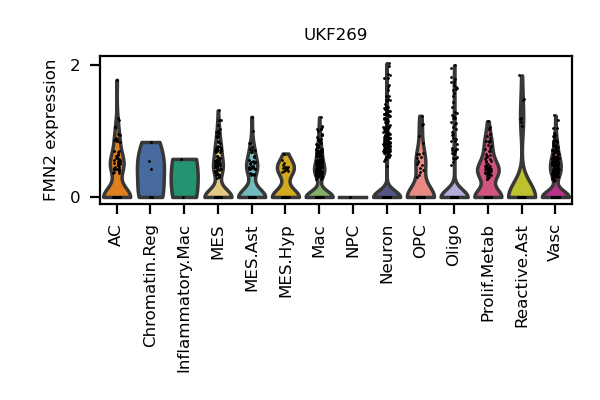 UKF269
FMN2 expression
2
0
AC
Chromatin.Reg
Inflammatory.Mac
MES
MES.Ast
MES.Hyp
Mac
NPC
Neuron
OPC
Oligo
Prolif.Metab
Reactive.Ast
Vasc